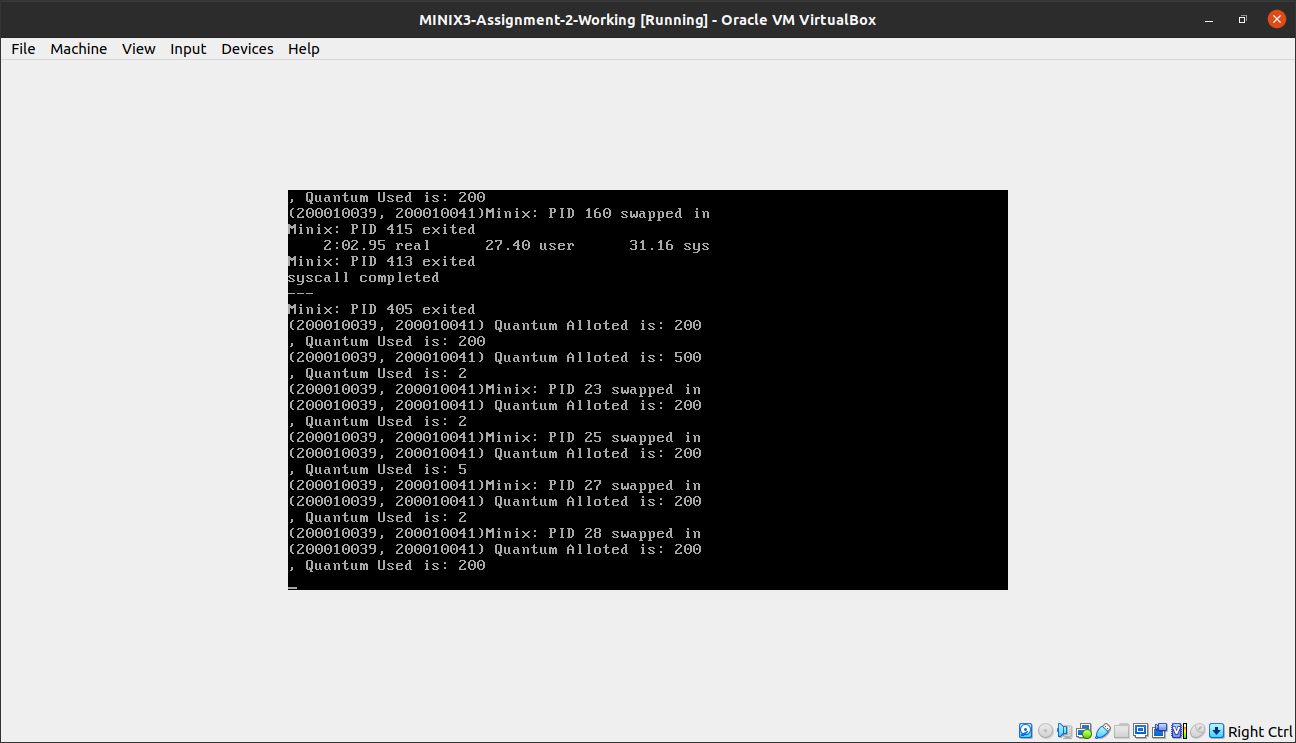 MINIX3-Assignment-2-Working [Running] - Oracle VM VirtualBox
File Machine View Input Devices Help
, Quantum Used is: 200
(200010039, 200010041)Minix: PID 160 swapped in
Minix: PID 415 exited
2:02.95 real 27.40 user 31.16 sys
Minix: PID 413 exited
syscall completed
---
Minix: PID 405 exited
(200010039, 200010041) Quantum Alloted is: 200
, Quantum Used is: 200
(200010039, 200010041) Quantum Alloted is: 500
, Quantum Used is: 2
(200010039, 200010041)Minix: PID 23 swapped in
(200010039, 200010041) Quantum Alloted is: 200
, Quantum Used is: 2
(200010039, 200010041)Minix: PID 25 swapped in
(200010039, 200010041) Quantum Alloted is: 200
, Quantum Used is: 5
(200010039, 200010041)Minix: PID 27 swapped in
(200010039, 200010041) Quantum Alloted is: 200
, Quantum Used is: 2
(200010039, 200010041)Minix: PID 28 swapped in
(200010039, 200010041) Quantum Alloted is: 200
, Quantum Used is: 200
Right Ctrl